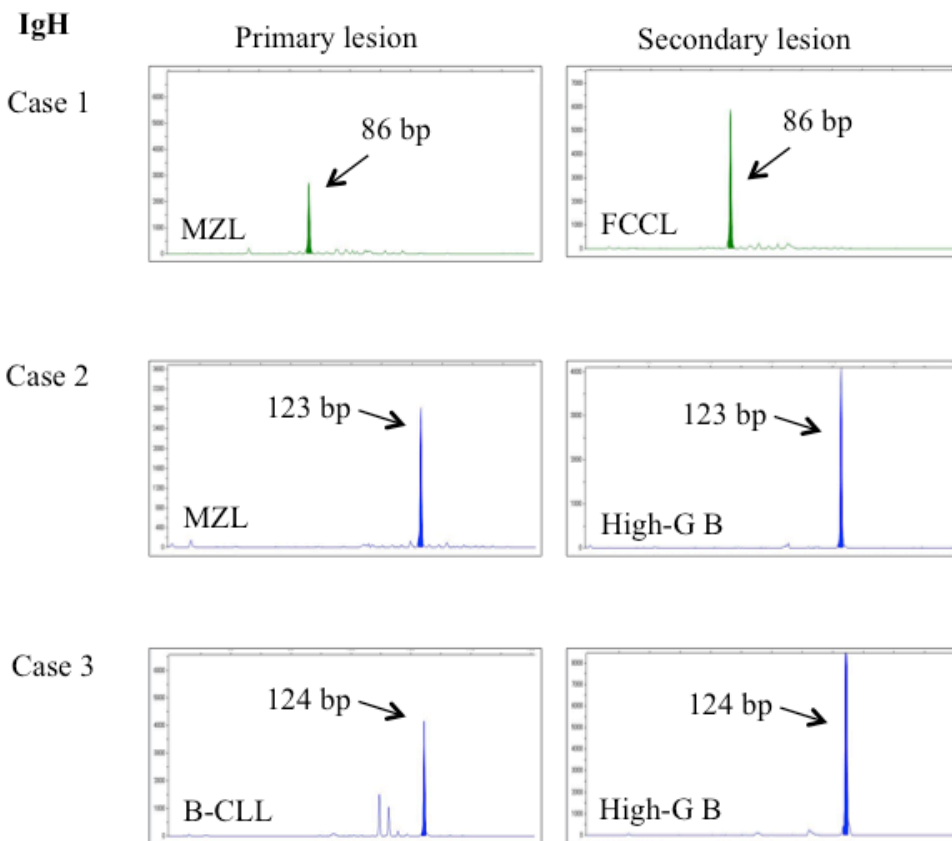 IgH
Primary lesion
Secondary lesion
Case 1
86 bp
MZL
86 bp
FCCL
Case 2
123 bp
MZL
123 bp
High-G B
Case 3
124 bp
B-CLL
124 bp
High-G B